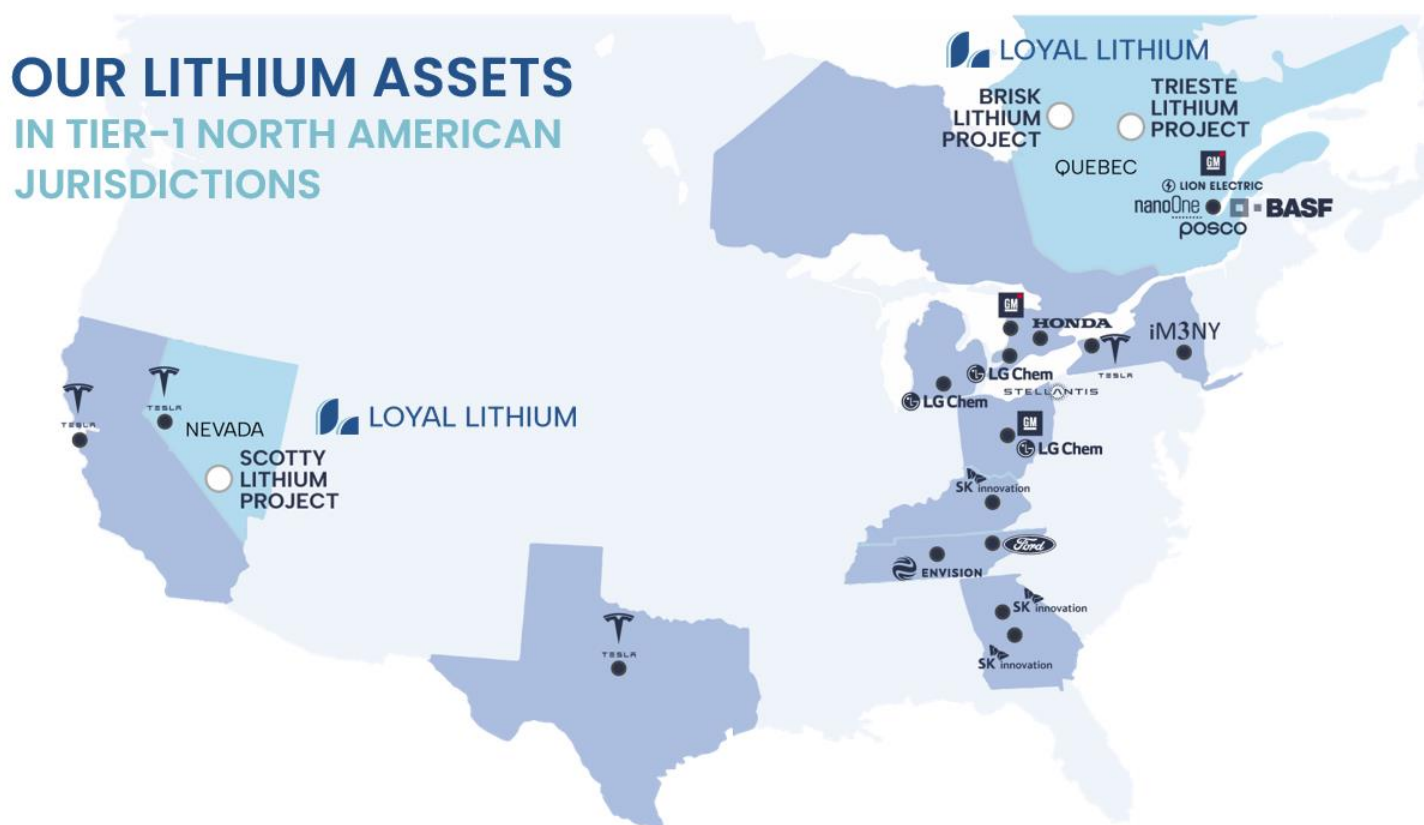 OUR LITHIUM ASSETS
IN TIER-1 NORTH AMERICAN
JURISDICTIONS
LOYAL LITHIUM
BRISK
LITHIUM
PROJECT
TRIESTE
LITHIUM
PROJECT
QUEBEC
GM
LION ELECTRIC
nanoOne
BASF
posco
GM
HONDA
iM3NY
TESLA
LG Chem
STELLANTIS
LG Chem
GM
LG Chem
TESLA
TESLA
NEVADA
LOYAL LITHIUM
SCOTTY
LITHIUM
PROJECT
SK innovation
Ford
ENVISION
SK innovation
SK innovation
TESLA